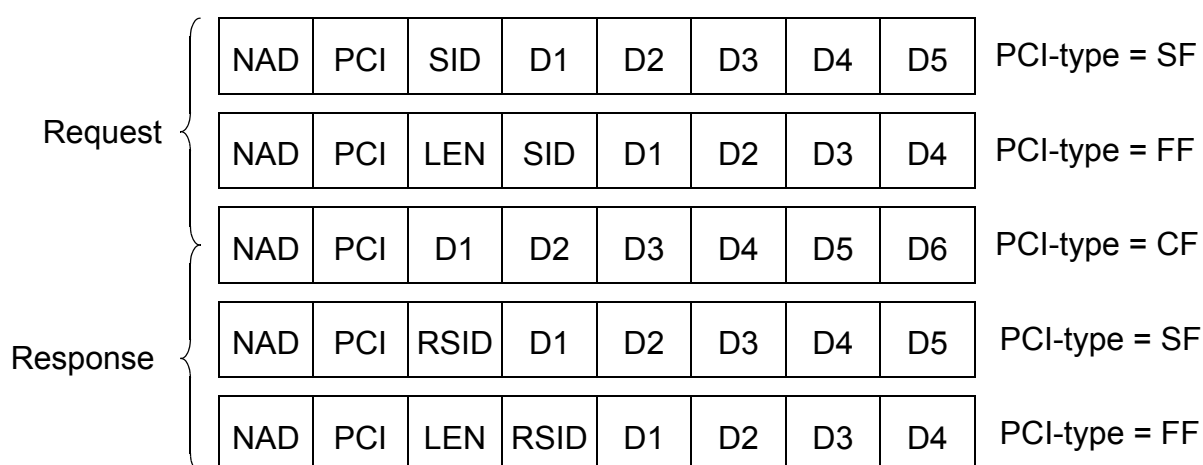 NAD PCI SID D1 D2 D3 D4 D5 PCI-type = SF
Request
NAD PCI LEN SID D1 D2 D3 D4 PCI-type = FF
NAD PCI D1 D2 D3 D4 D5 D6 PCI-type = CF
NAD PCI RSID D1 D2 D3 D4 D5 PCI-type = SF
Response
NAD PCI LEN RSID D1 D2 D3 D4 PCI-type = FF